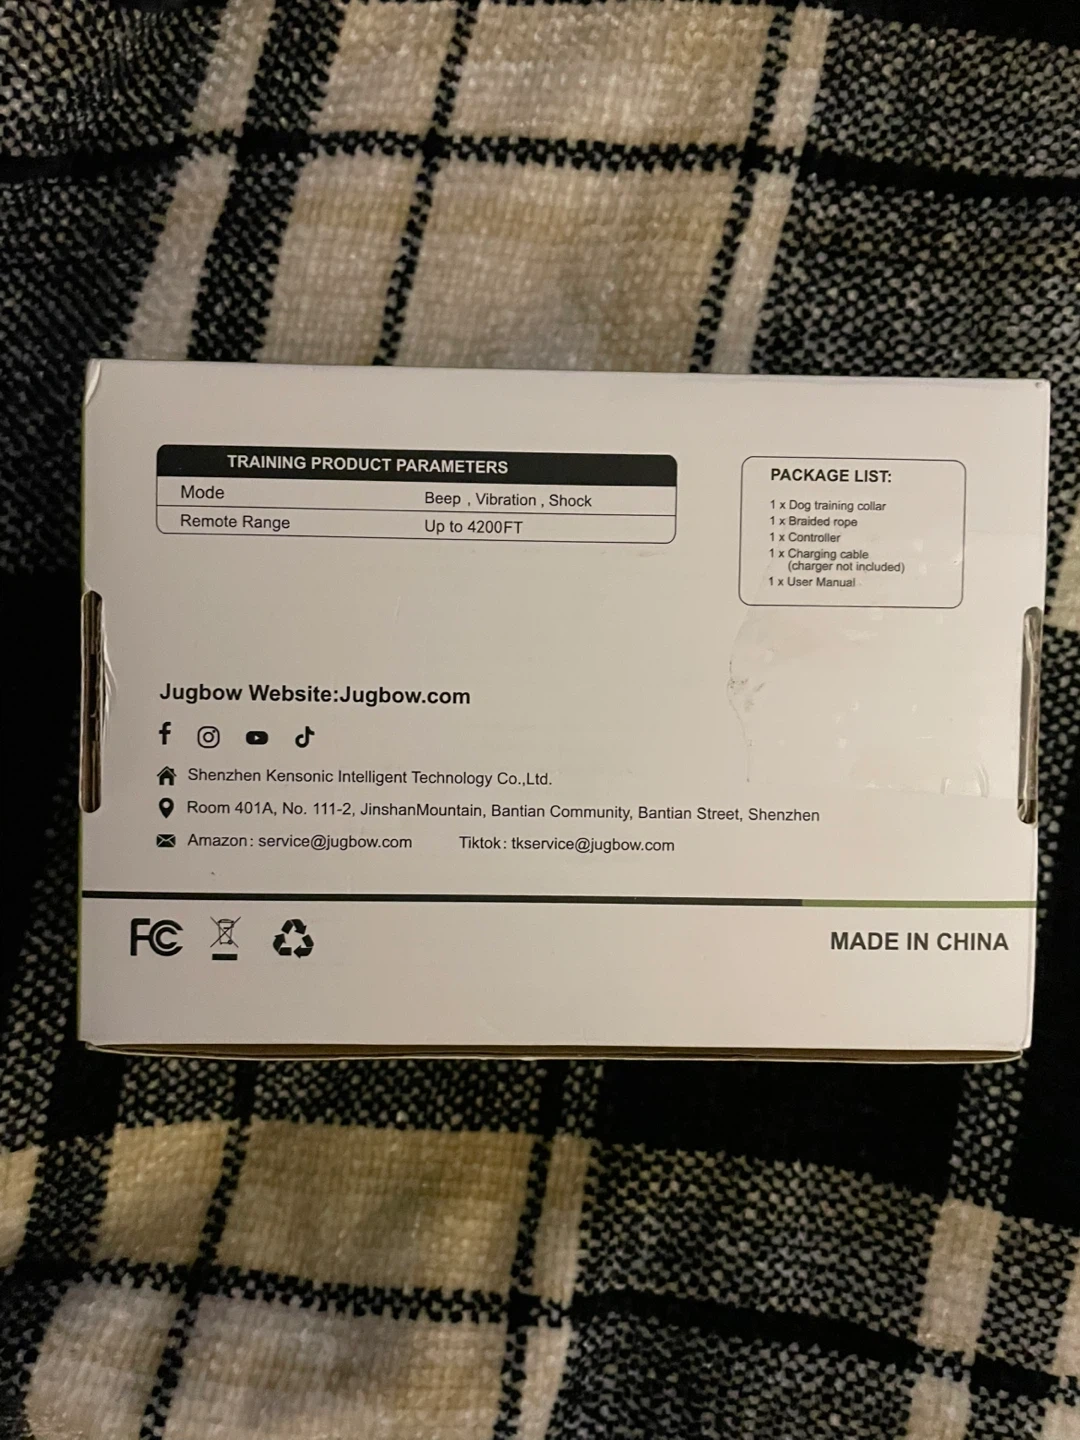 TRAINING PRODUCT PARAMETERS
Mode Beep , Vibration , Shock
Remote Range Up to 4200FT
PACKAGE LIST:
1 x Dog training collar
1 x Braided rope
1 x Controller
1 x Charging cable
(charger not included)
1 x User Manual
Jugbow Website:Jugbow.com
Shenzhen Kensonic Intelligent Technology Co.,Ltd.
Room 401A, No. 111-2, JinshanMountain, Bantian Community, Bantian Street, Shenzhen
Amazon: service@jugbow.com Tiktok: tkservice@jugbow.com
FC
MADE IN CHINA